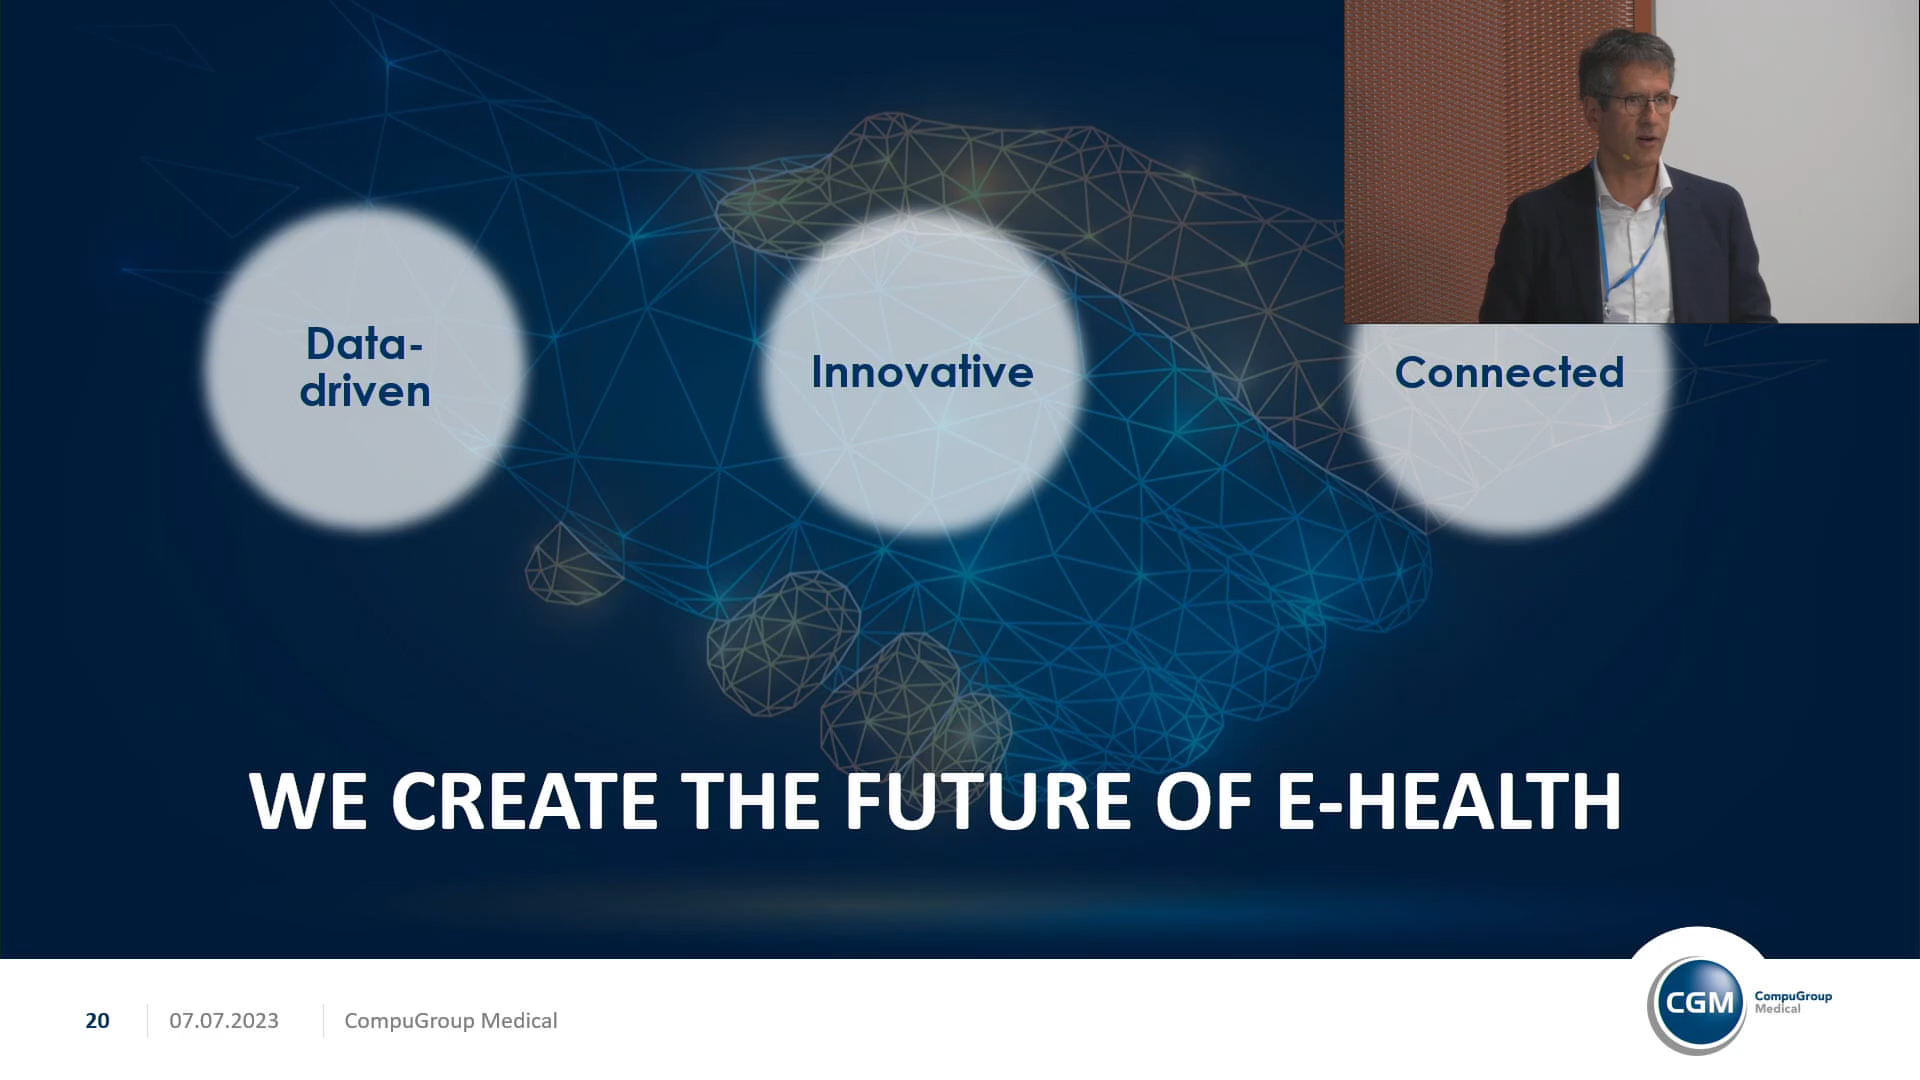 Data-
driven
Innovative
Connected
WE CREATE THE FUTURE OF E-HEALTH
20
07.07.2023
CompuGroup Medical
CGM
CompuGroup
Medical